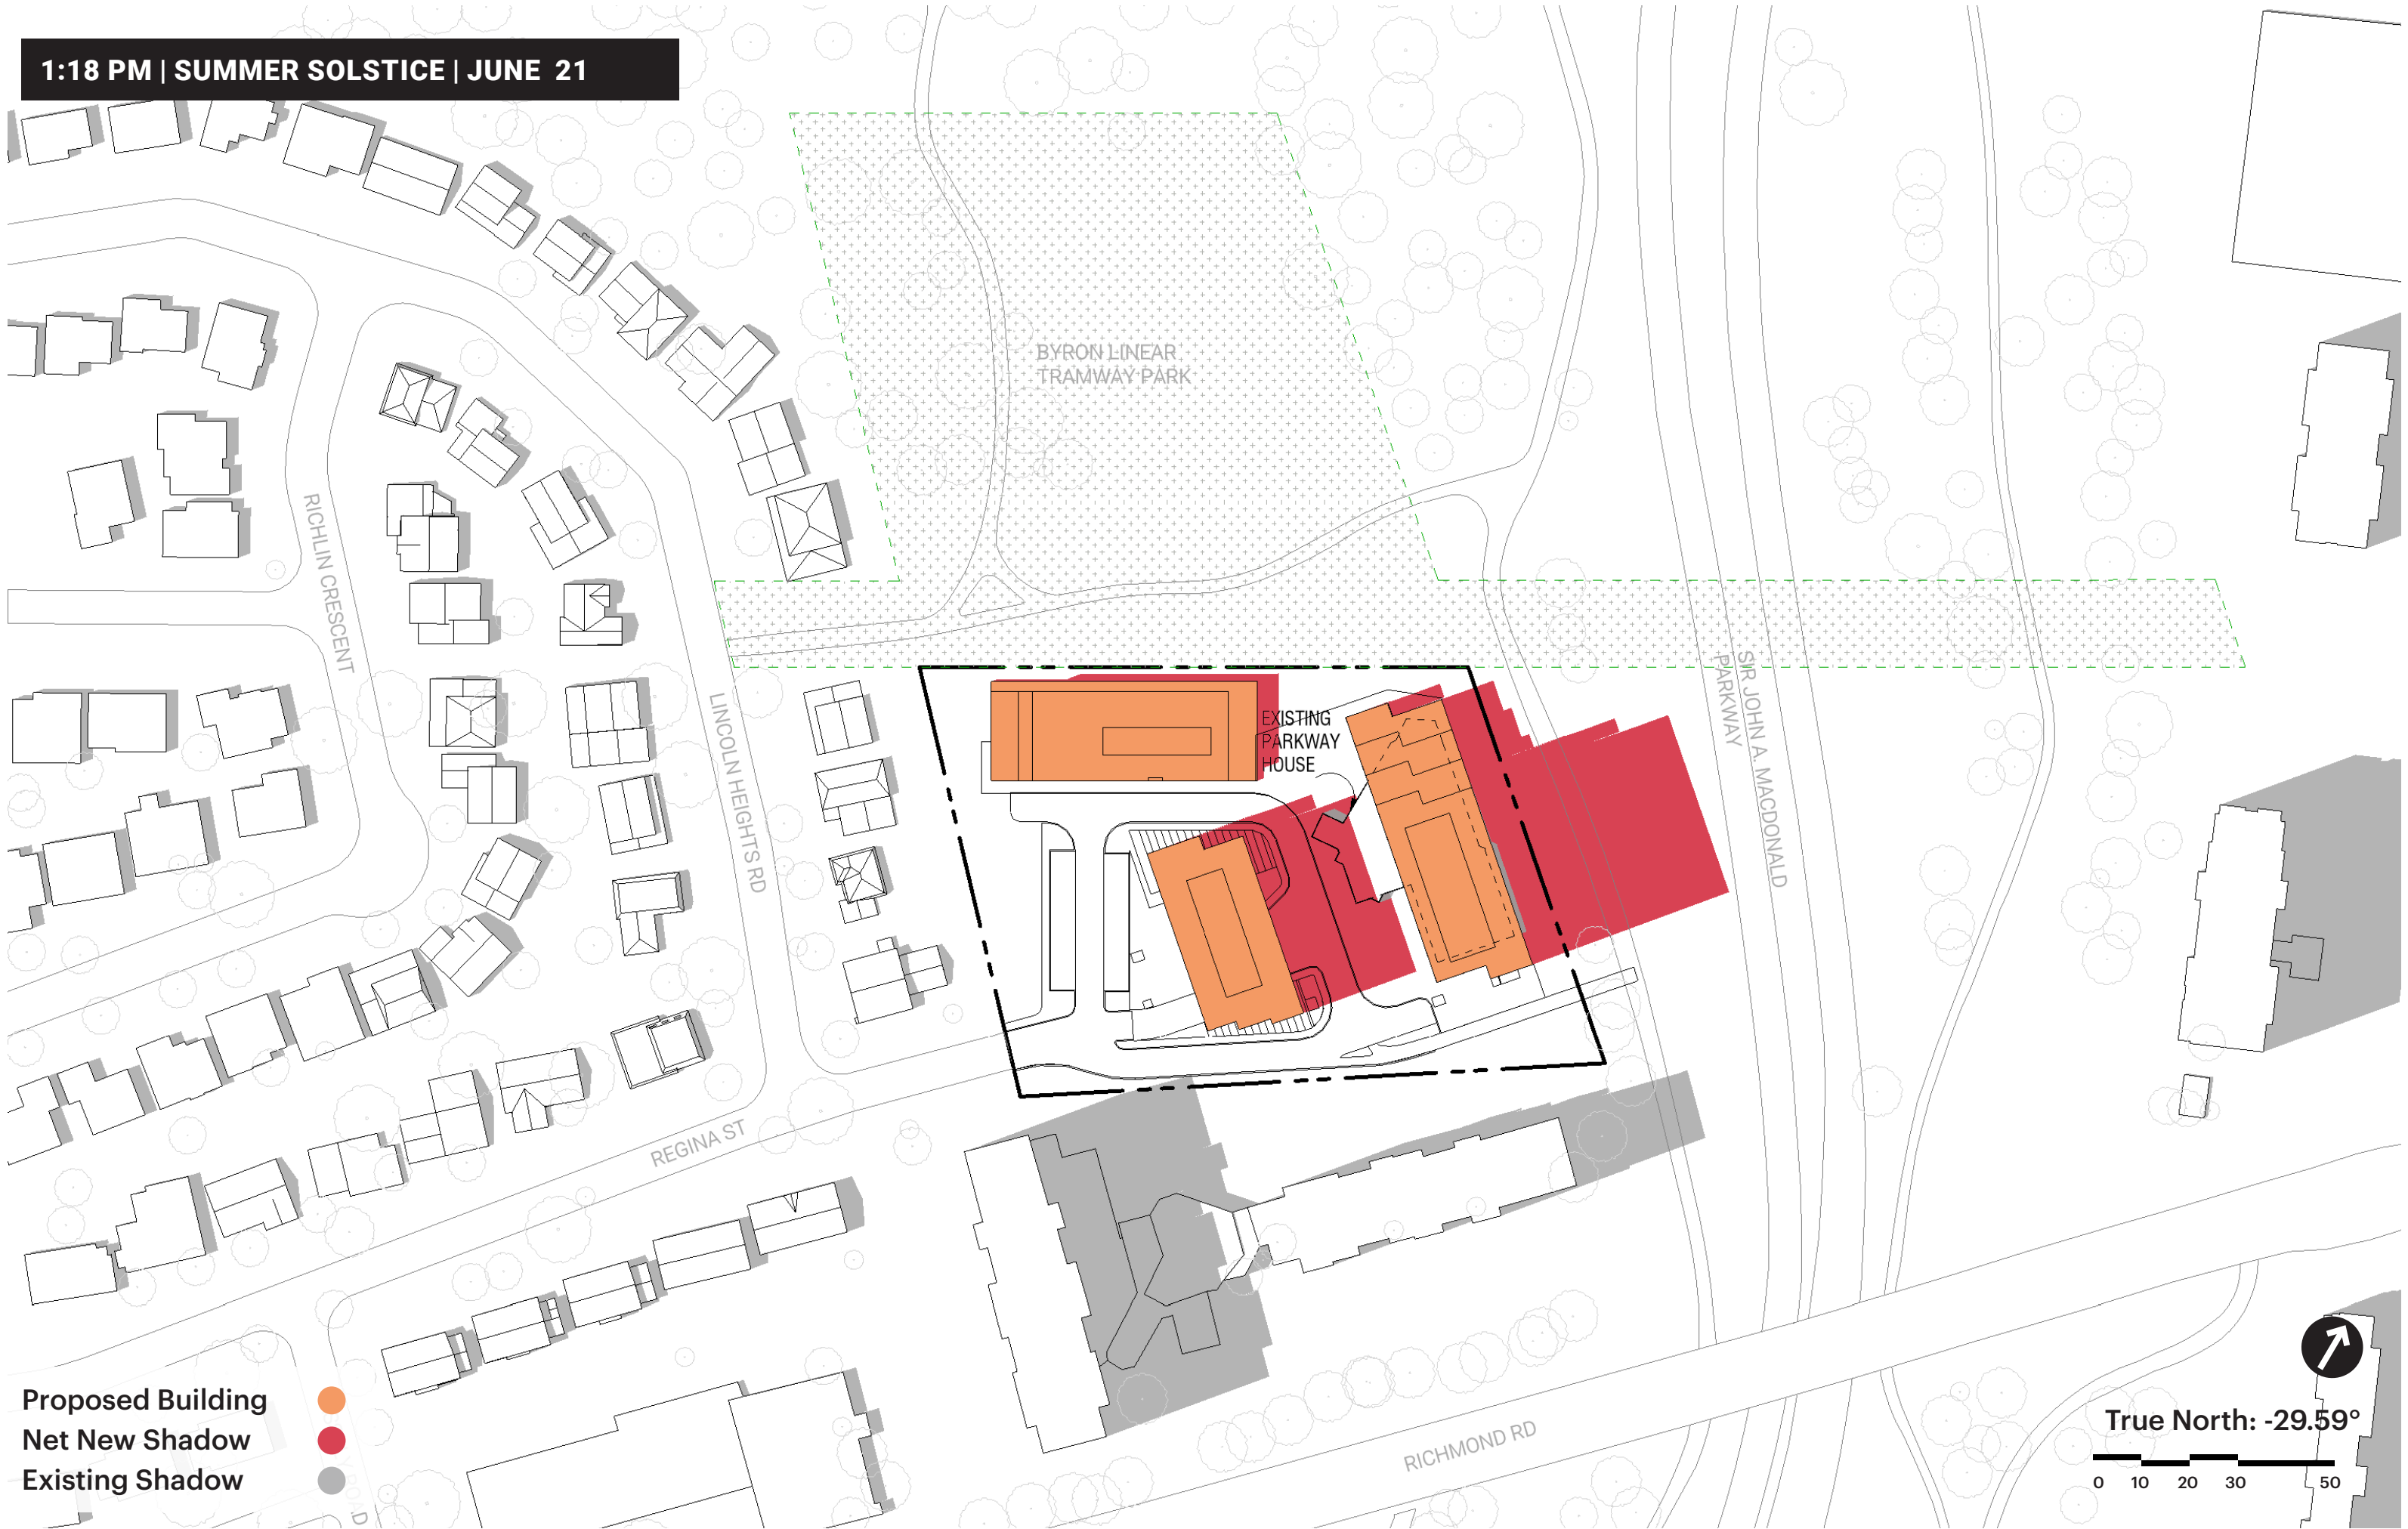 1:18 PM | SUMMER SOLSTICE | JUNE 21
BYRON LINEAR
TRAMWAY PARK
RICHLIN CRESCENT
LINCOLN HEIGHTS RD
EXISTING
PARKWAY
HOUSE
SIR JOHN A. MACDONALD
PARKWAY
REGINA ST
RICHMOND RD
Proposed Building
Net New Shadow
Existing Shadow
True North: -29.59°
0 10 20 30 50